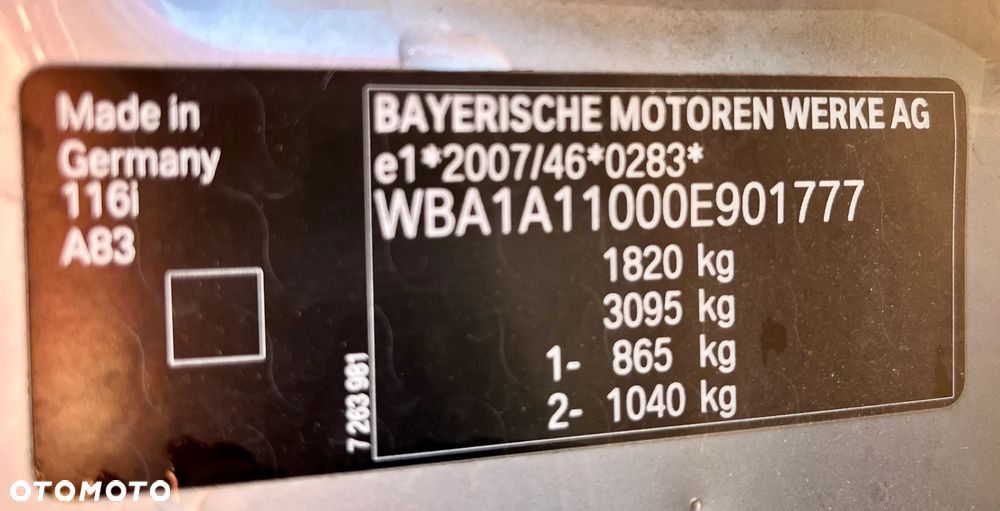 Made in
Germany
116i
A83
7 263 981
BAYERISCHE MOTOREN WERKE AG
e1*2007/46*0283*
WBA1A11000E901777
1820 kg
3095 kg
1- 865 kg
2- 1040 kg
OTOMOTO